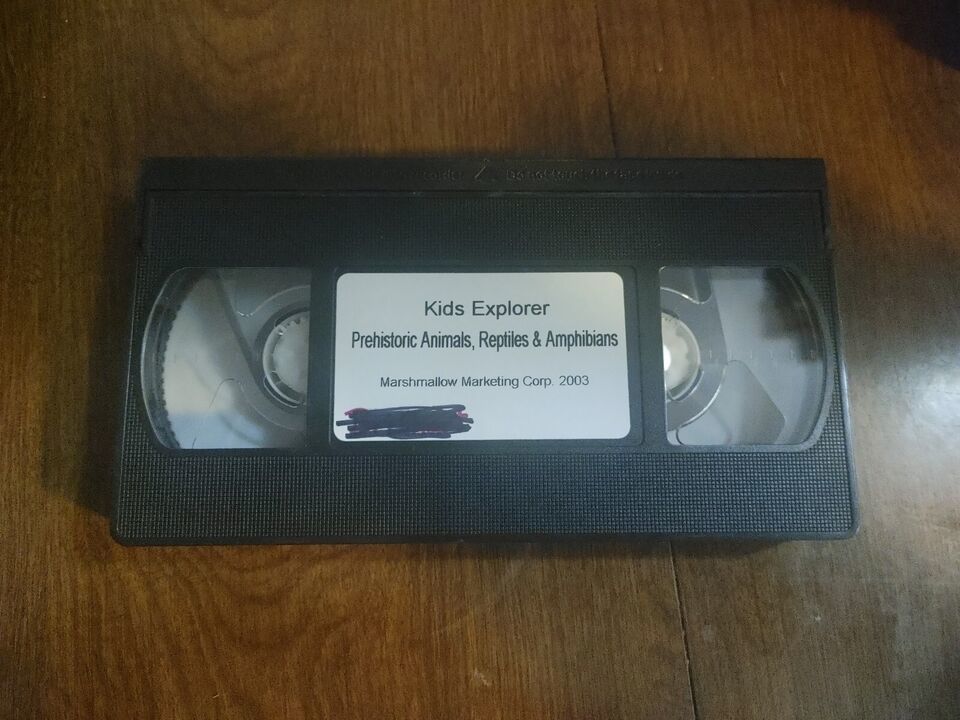 Kids Explorer
Prehistoric Animals, Reptiles & Amphibians
Marshmallow Marketing Corp. 2003